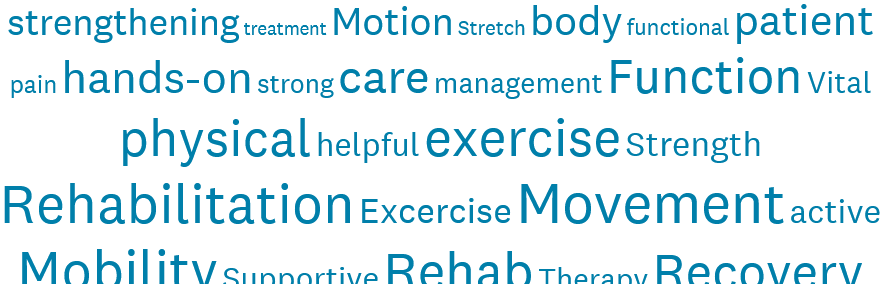 strengthening treatment Motion Stretch body functional patient
pain hands-on strong care management Function Vital
physical helpful exercise Strength
Rehabilitation Excercise Movement active
Mobility Supportive Rehab Therapy Recovery